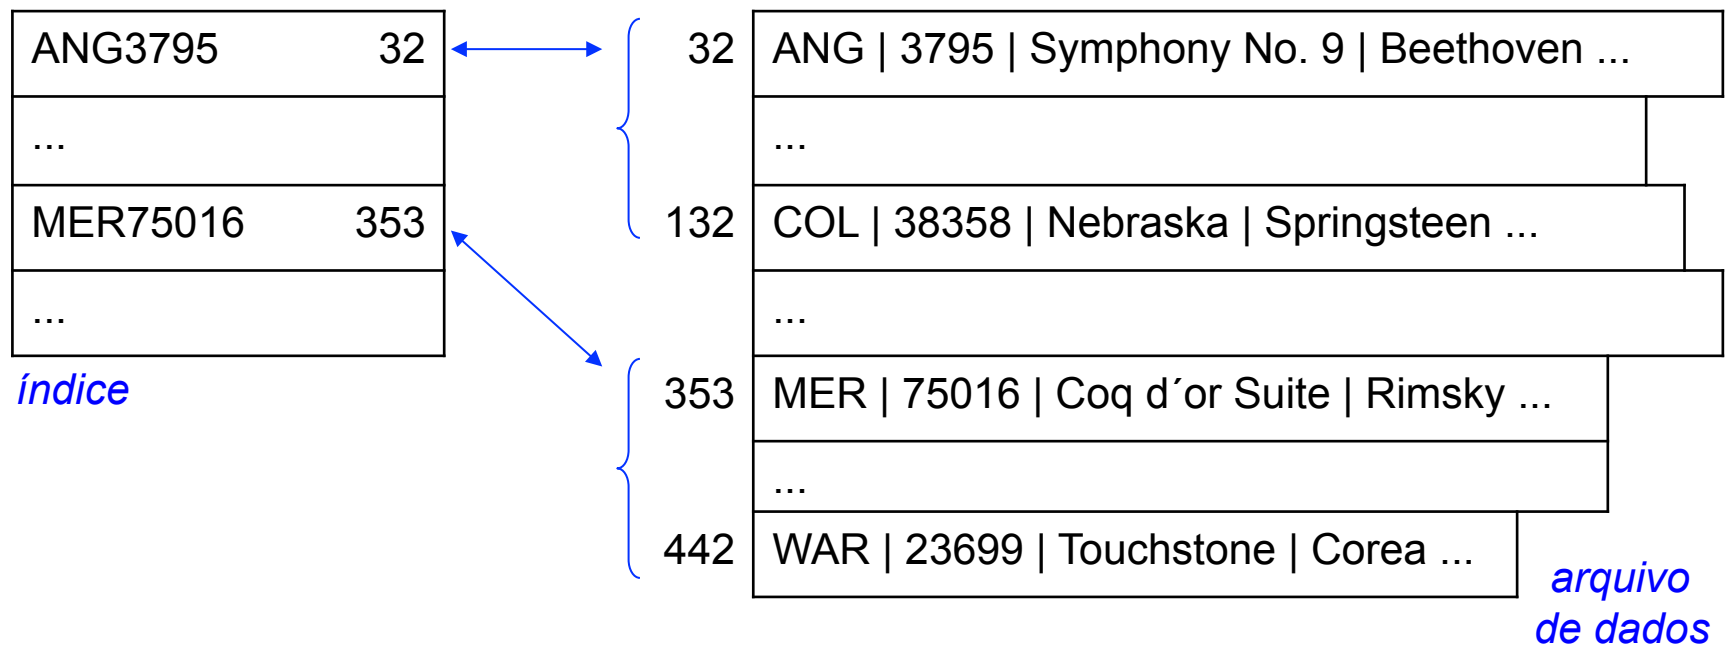 ANG3795 32
...
MER75016 353
...
índice
32 ANG | 3795 | Symphony No. 9 | Beethoven ...
...
132 COL | 38358 | Nebraska | Springsteen ...
...
353 MER | 75016 | Coq d´or Suite | Rimsky ...
...
442 WAR | 23699 | Touchstone | Corea ...
arquivo
de dados